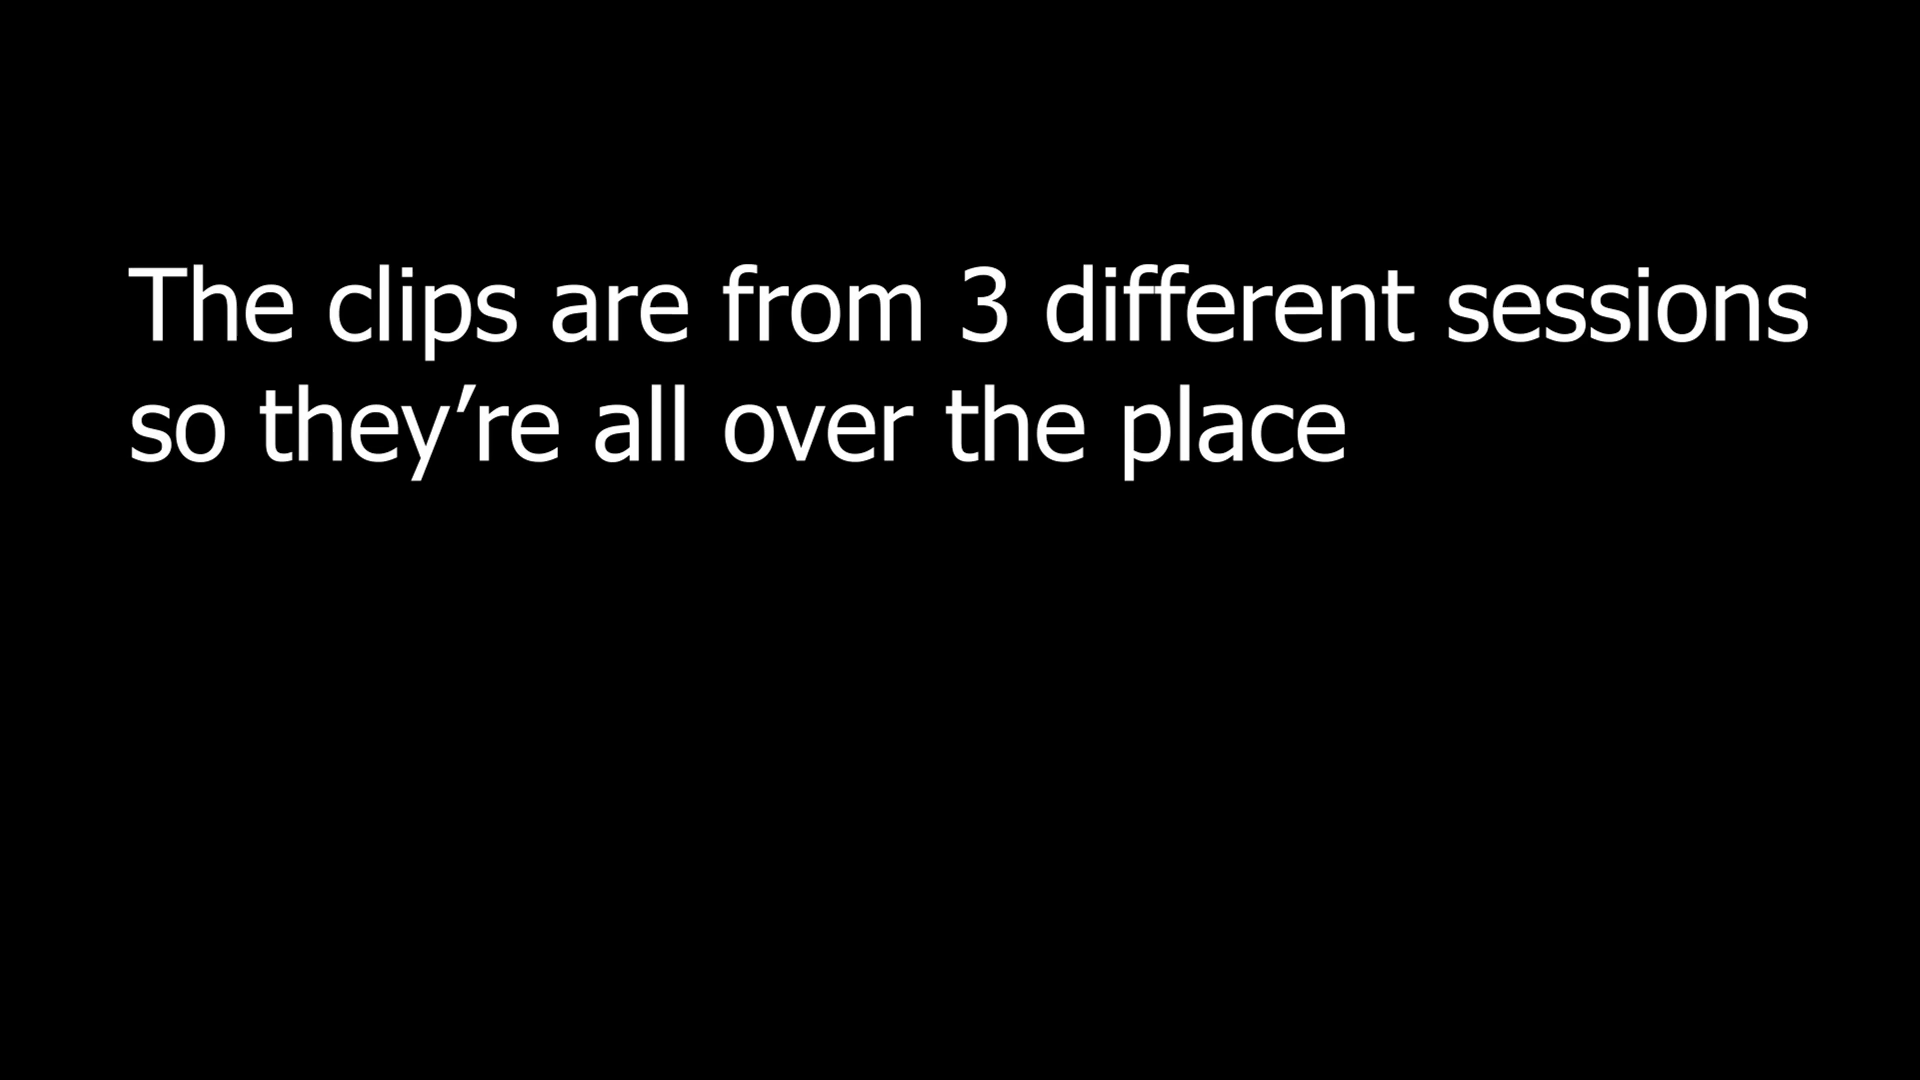 The clips are from 3 different sessions
so they’re all over the place